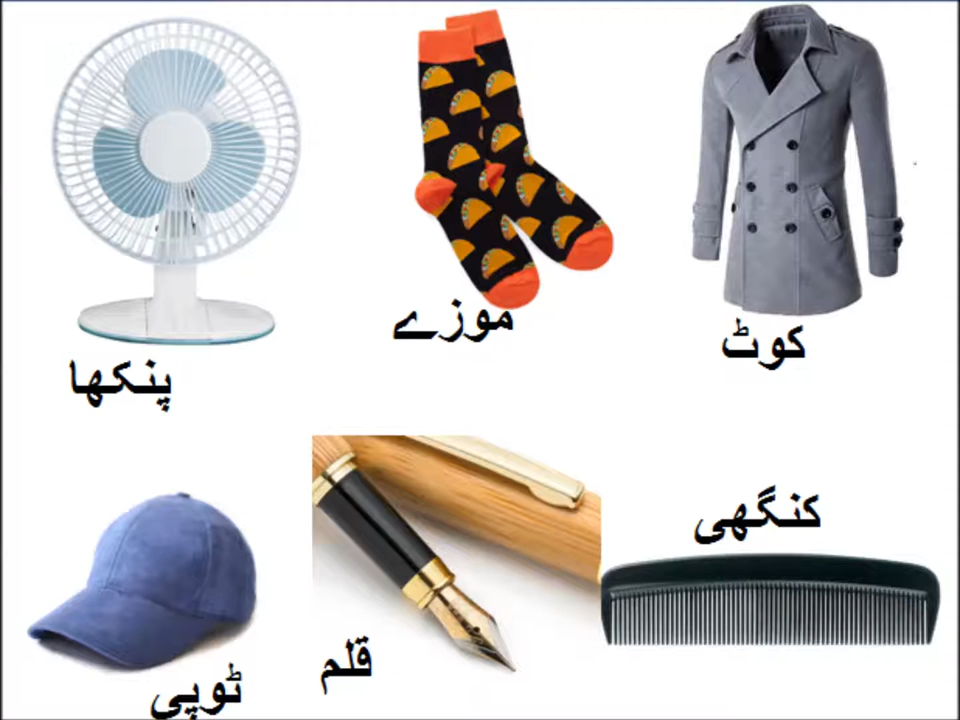 کوٹ
موزے
پنکھا
کنگھی
قلم
ٹوپی